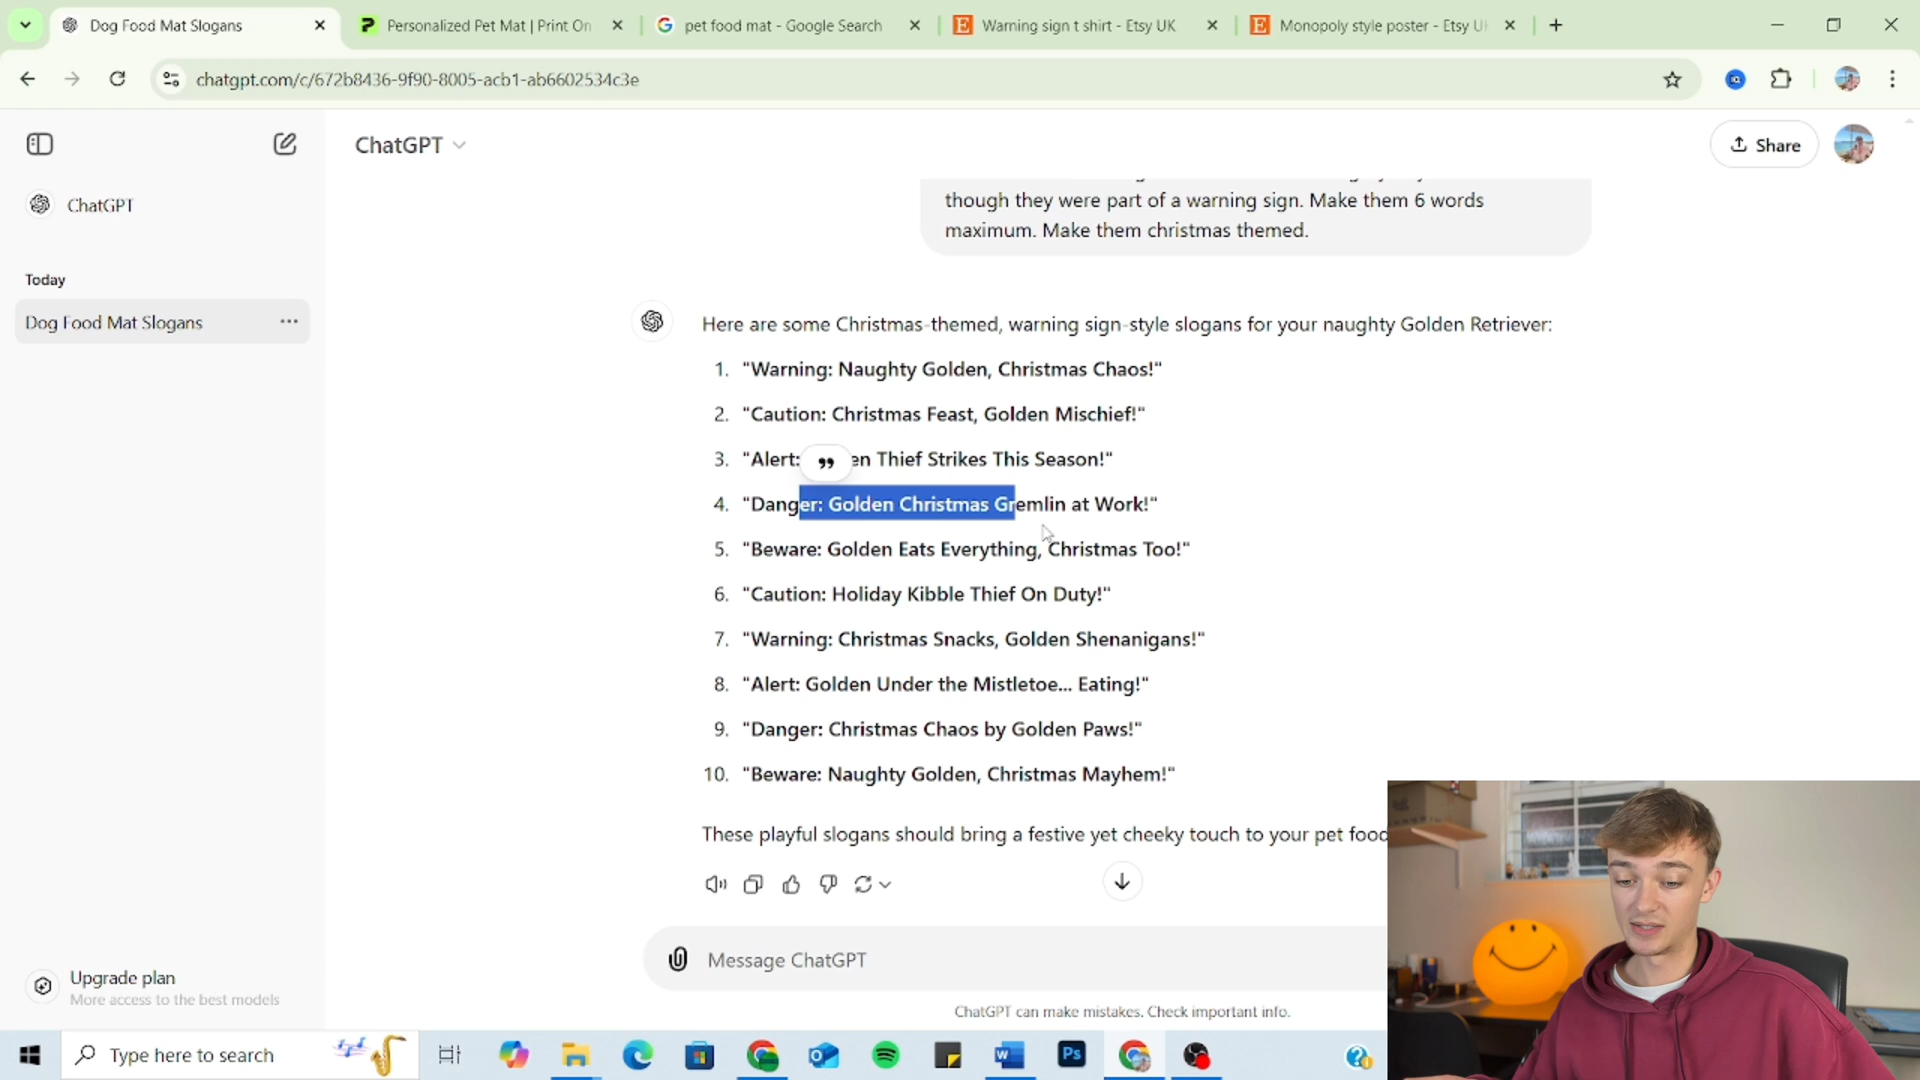 Dog Food Mat Slogans
Personalized Pet Mat | Print On
pet food mat - Google Search
Warning sign t shirt - Etsy UK
Monopoly style poster - Etsy U
chatgpt.com/c/672b8436-9f90-8005-acb1-ab6602534c3e
ChatGPT
Share
ChatGPT
Today
Dog Food Mat Slogans
though they were part of a warning sign. Make them 6 words
maximum. Make them christmas themed.
Here are some Christmas-themed, warning sign-style slogans for your naughty Golden Retriever:
1. "Warning: Naughty Golden, Christmas Chaos!"
2. "Caution: Christmas Feast, Golden Mischief!"
3. "Alert: en Thief Strikes This Season!"
4. "Danger: Golden Christmas Gremlin at Work!"
5. "Beware: Golden Eats Everything, Christmas Too!"
6. "Caution: Holiday Kibble Thief On Duty!"
7. "Warning: Christmas Snacks, Golden Shenanigans!"
8. "Alert: Golden Under the Mistletoe... Eating!"
9. "Danger: Christmas Chaos by Golden Paws!"
10. "Beware: Naughty Golden, Christmas Mayhem!"
These playful slogans should bring a festive yet cheeky touch to your pet food
Message ChatGPT
ChatGPT can make mistakes. Check important info.
Upgrade plan
More access to the best models
Type here to search